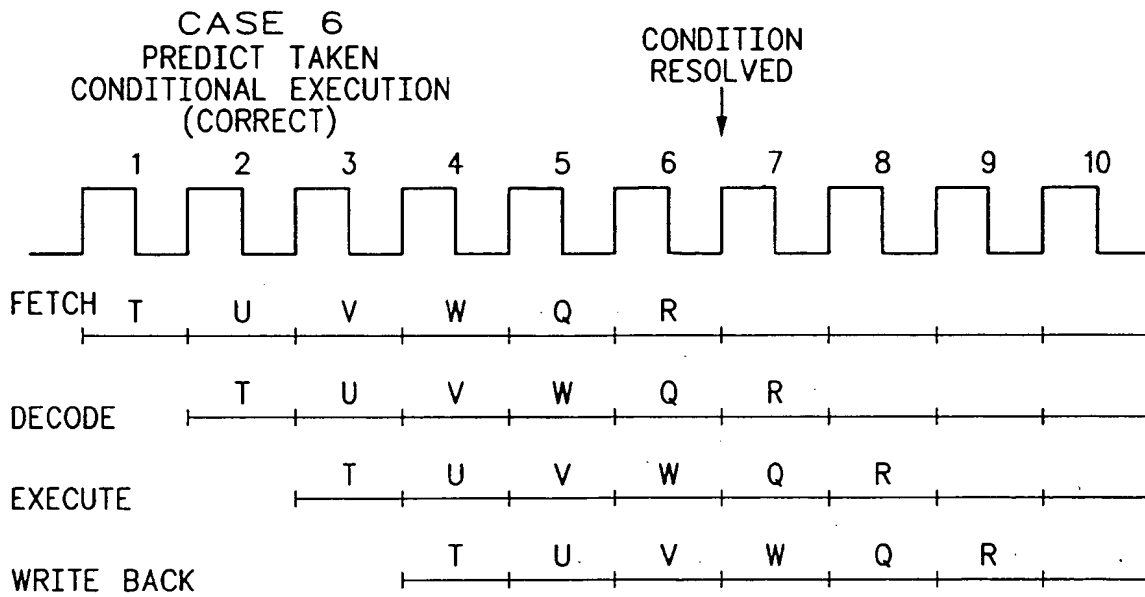 CASE 6
PREDICT TAKEN
CONDITIONAL EXECUTION
(CORRECT)
CONDITION
RESOLVED
1 2 3 4 5 6 7 8 9 10
FETCH T U V W Q R
DECODE T U V W Q R
EXECUTE T U V W Q R
WRITE BACK T U V W Q R